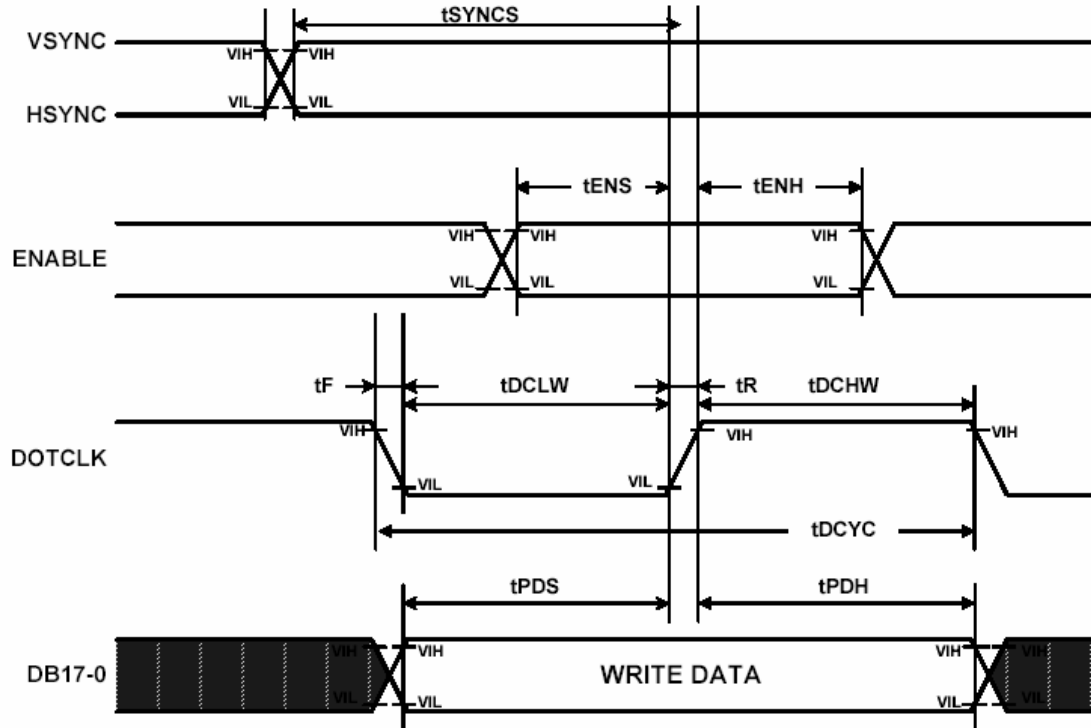 tSYNCS
VSYNC
VIH VIH
VIL VIL
HSYNC
tENS tENH
VIH VIH VIH
ENABLE
VIL VIL VIL
tF tDCLW tR tDCHW
VIH VIH VIH
DOTCLK
VIL VIL
tDCYC
tPDS tPDH
VIH VIH VIH VIH
DB17-0 WRITE DATA
VIL VIL VIL VIL